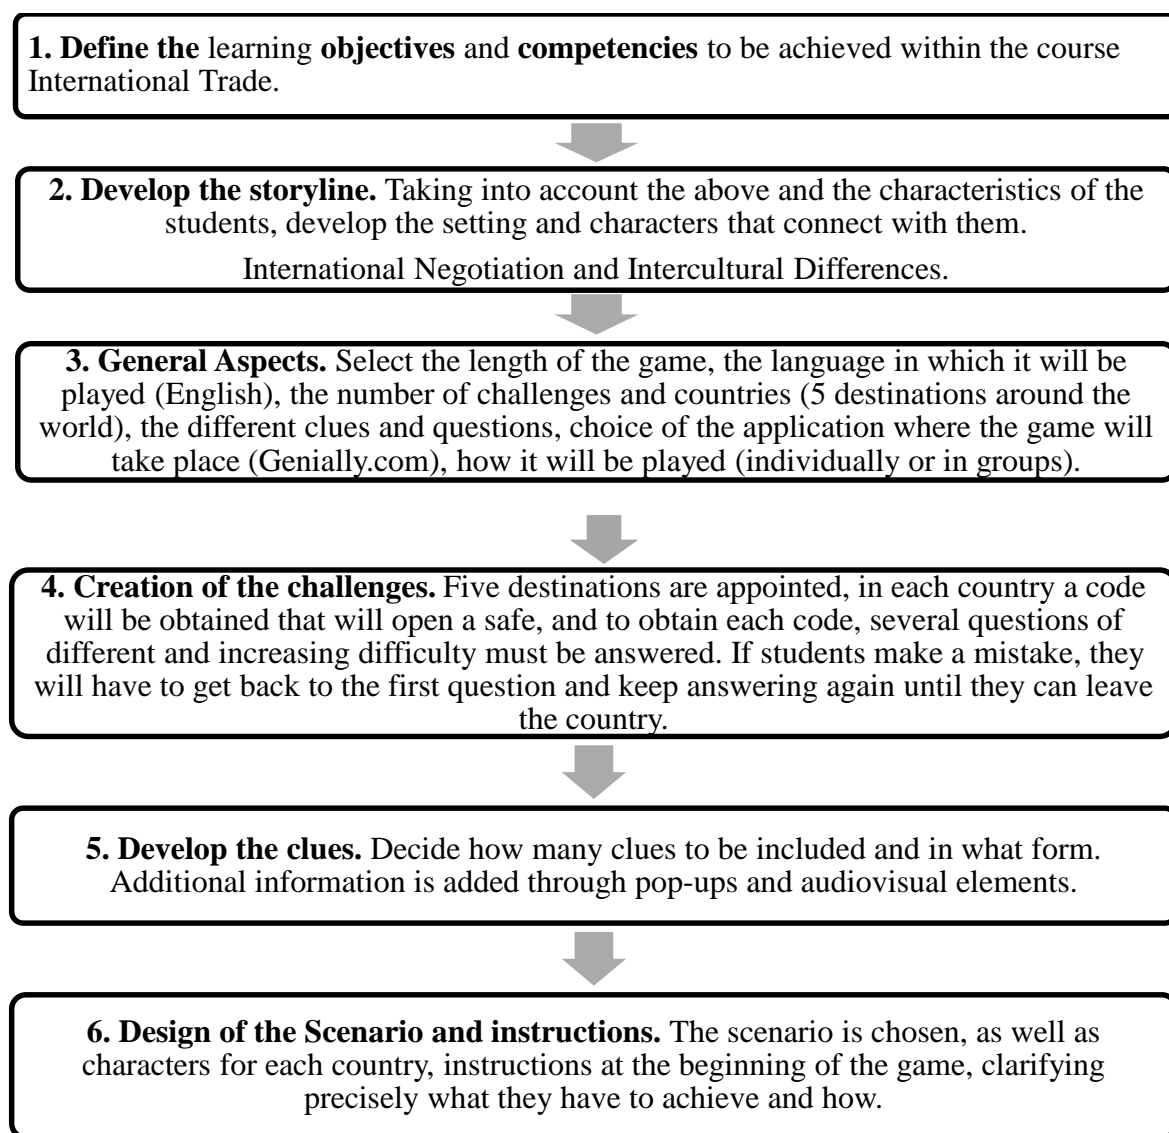 1. Define the learning objectives and competencies to be achieved within the course
International Trade.
2. Develop the storyline. Taking into account the above and the characteristics of the
students, develop the setting and characters that connect with them.
International Negotiation and Intercultural Differences.
3. General Aspects. Select the length of the game, the language in which it will be
played (English), the number of challenges and countries (5 destinations around the
world), the different clues and questions, choice of the application where the game will
take place (Genially.com), how it will be played (individually or in groups).
4. Creation of the challenges. Five destinations are appointed, in each country a code
will be obtained that will open a safe, and to obtain each code, several questions of
different and increasing difficulty must be answered. If students make a mistake, they
will have to get back to the first question and keep answering again until they can leave
the country.
5. Develop the clues. Decide how many clues to be included and in what form.
Additional information is added through pop-ups and audiovisual elements.
6. Design of the Scenario and instructions. The scenario is chosen, as well as
characters for each country, instructions at the beginning of the game, clarifying
precisely what they have to achieve and how.